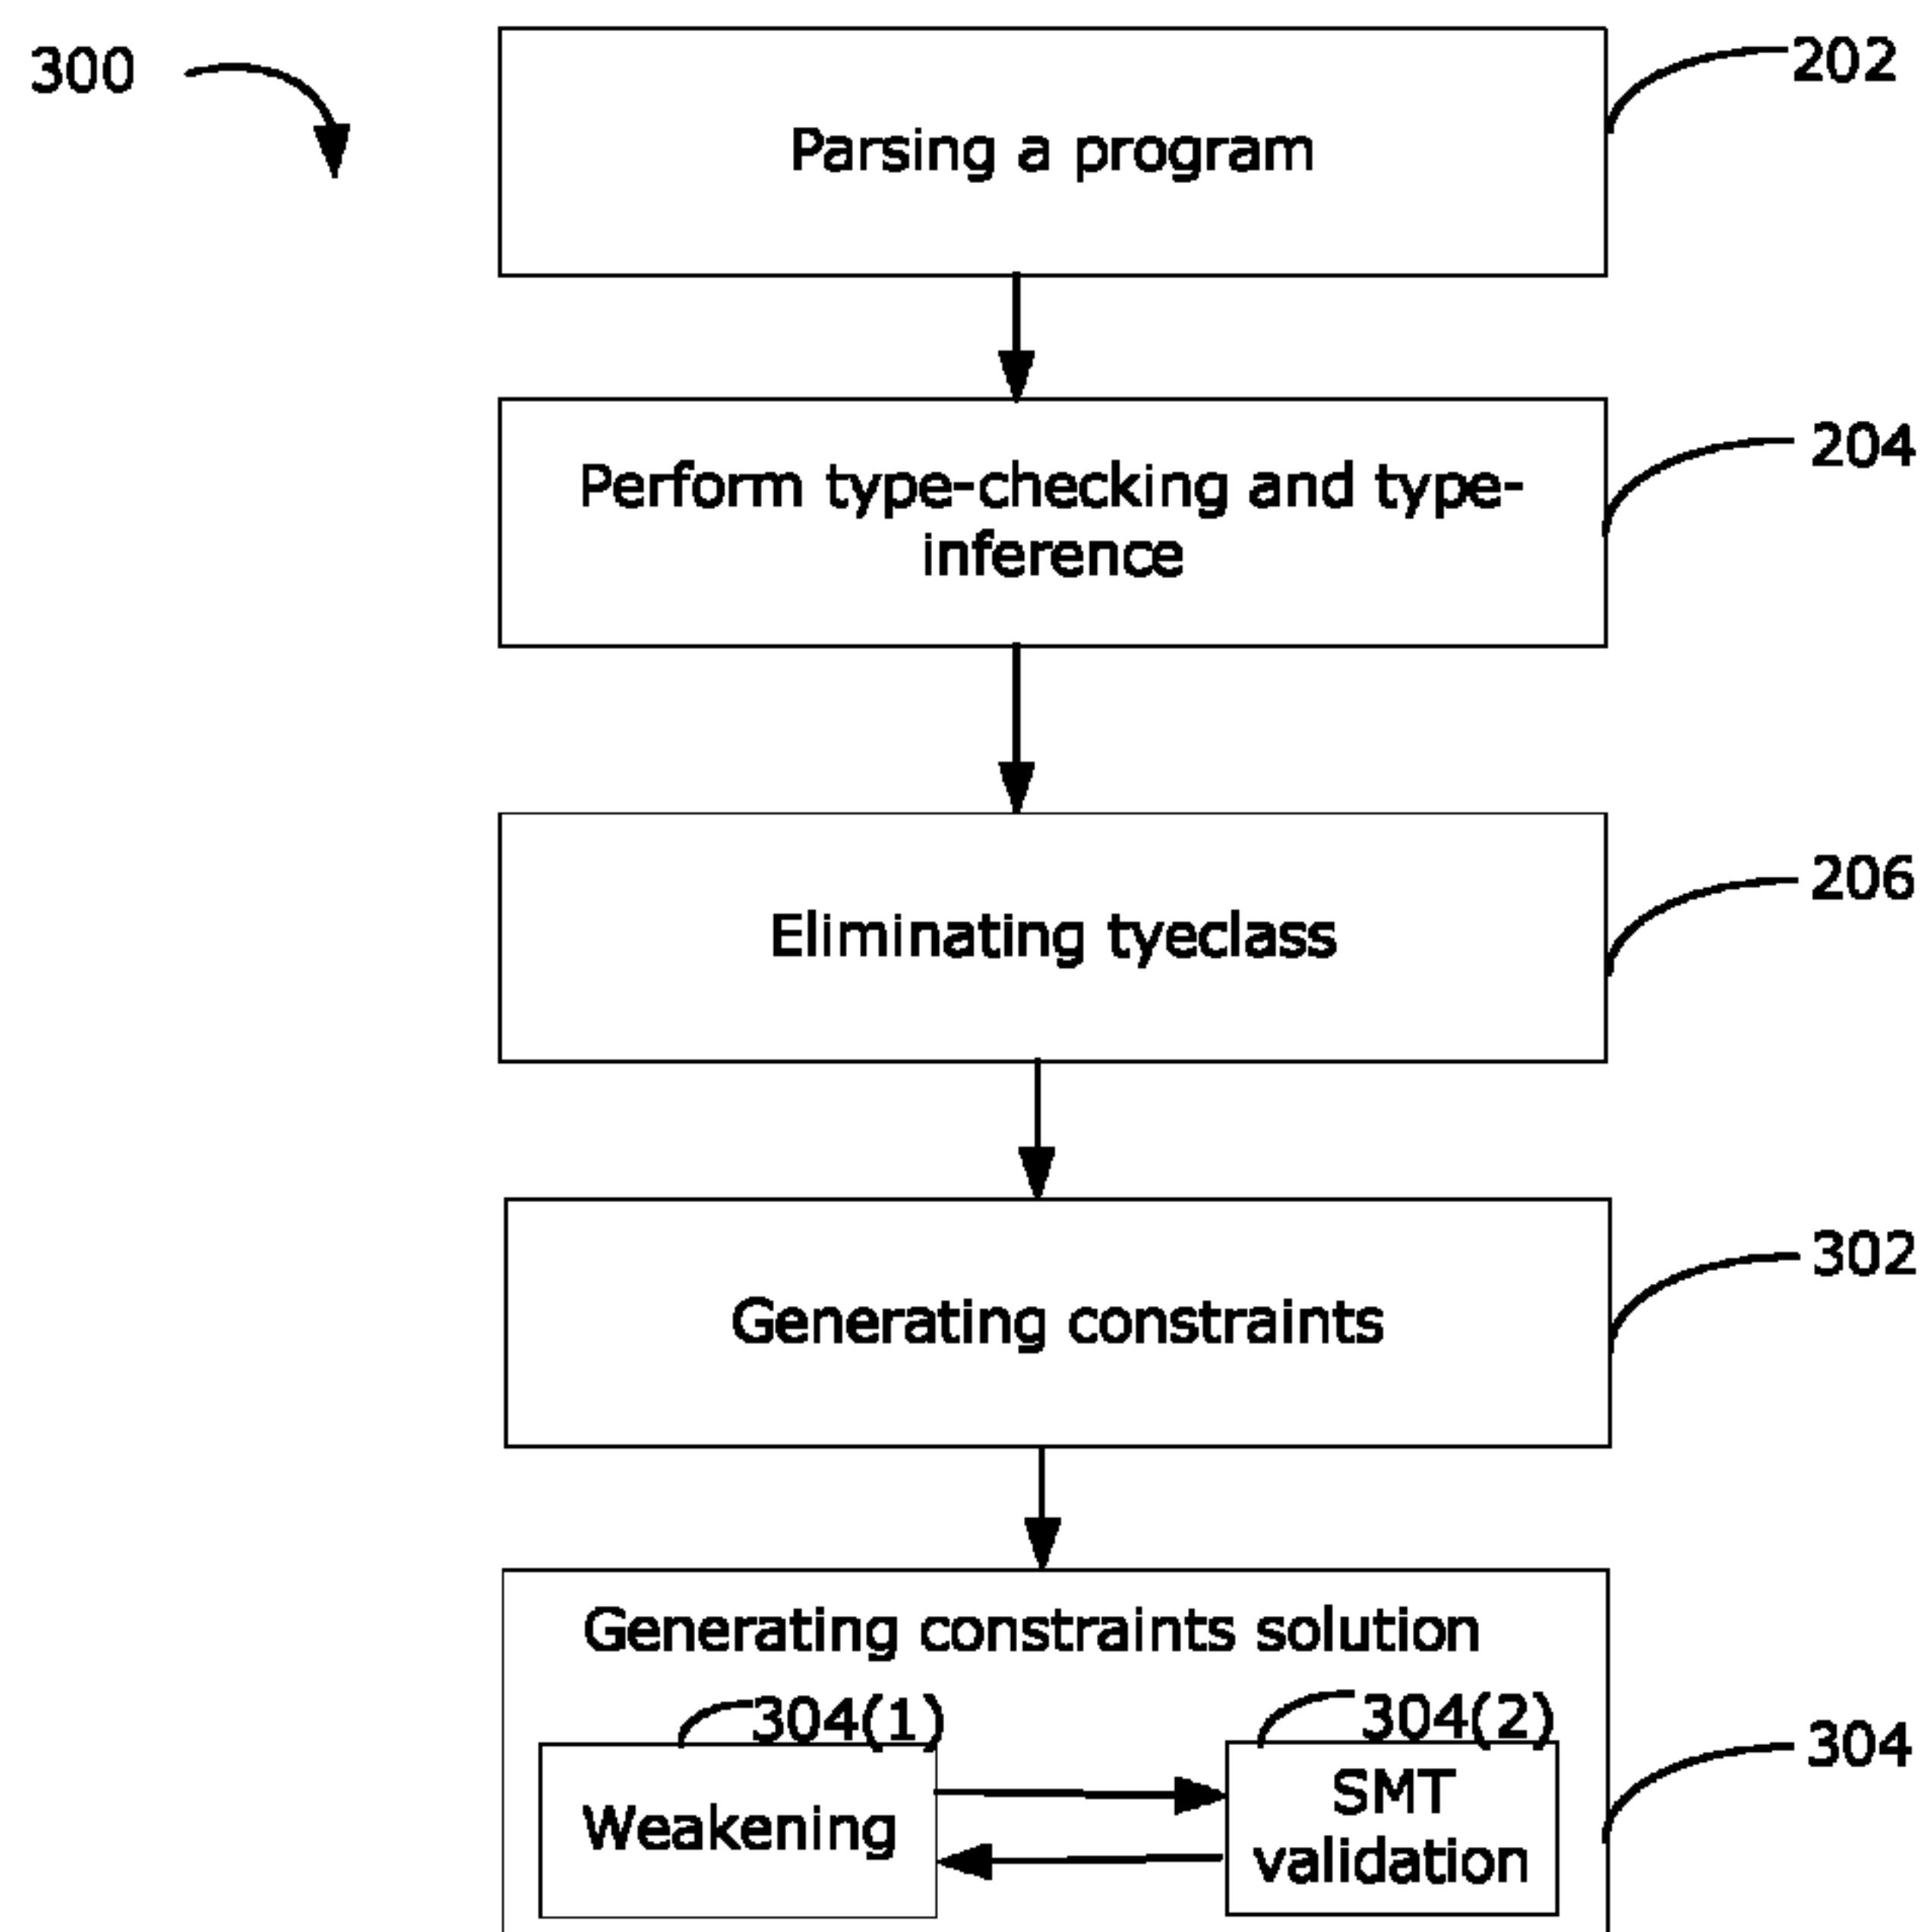 300
202
Parsing a program
204
Perform type-checking and type-
inference
206
Eliminating tyeclass
302
Generating constraints
Generating constraints solution
304(1)
304(2)
304
Weakening
SMT
validation